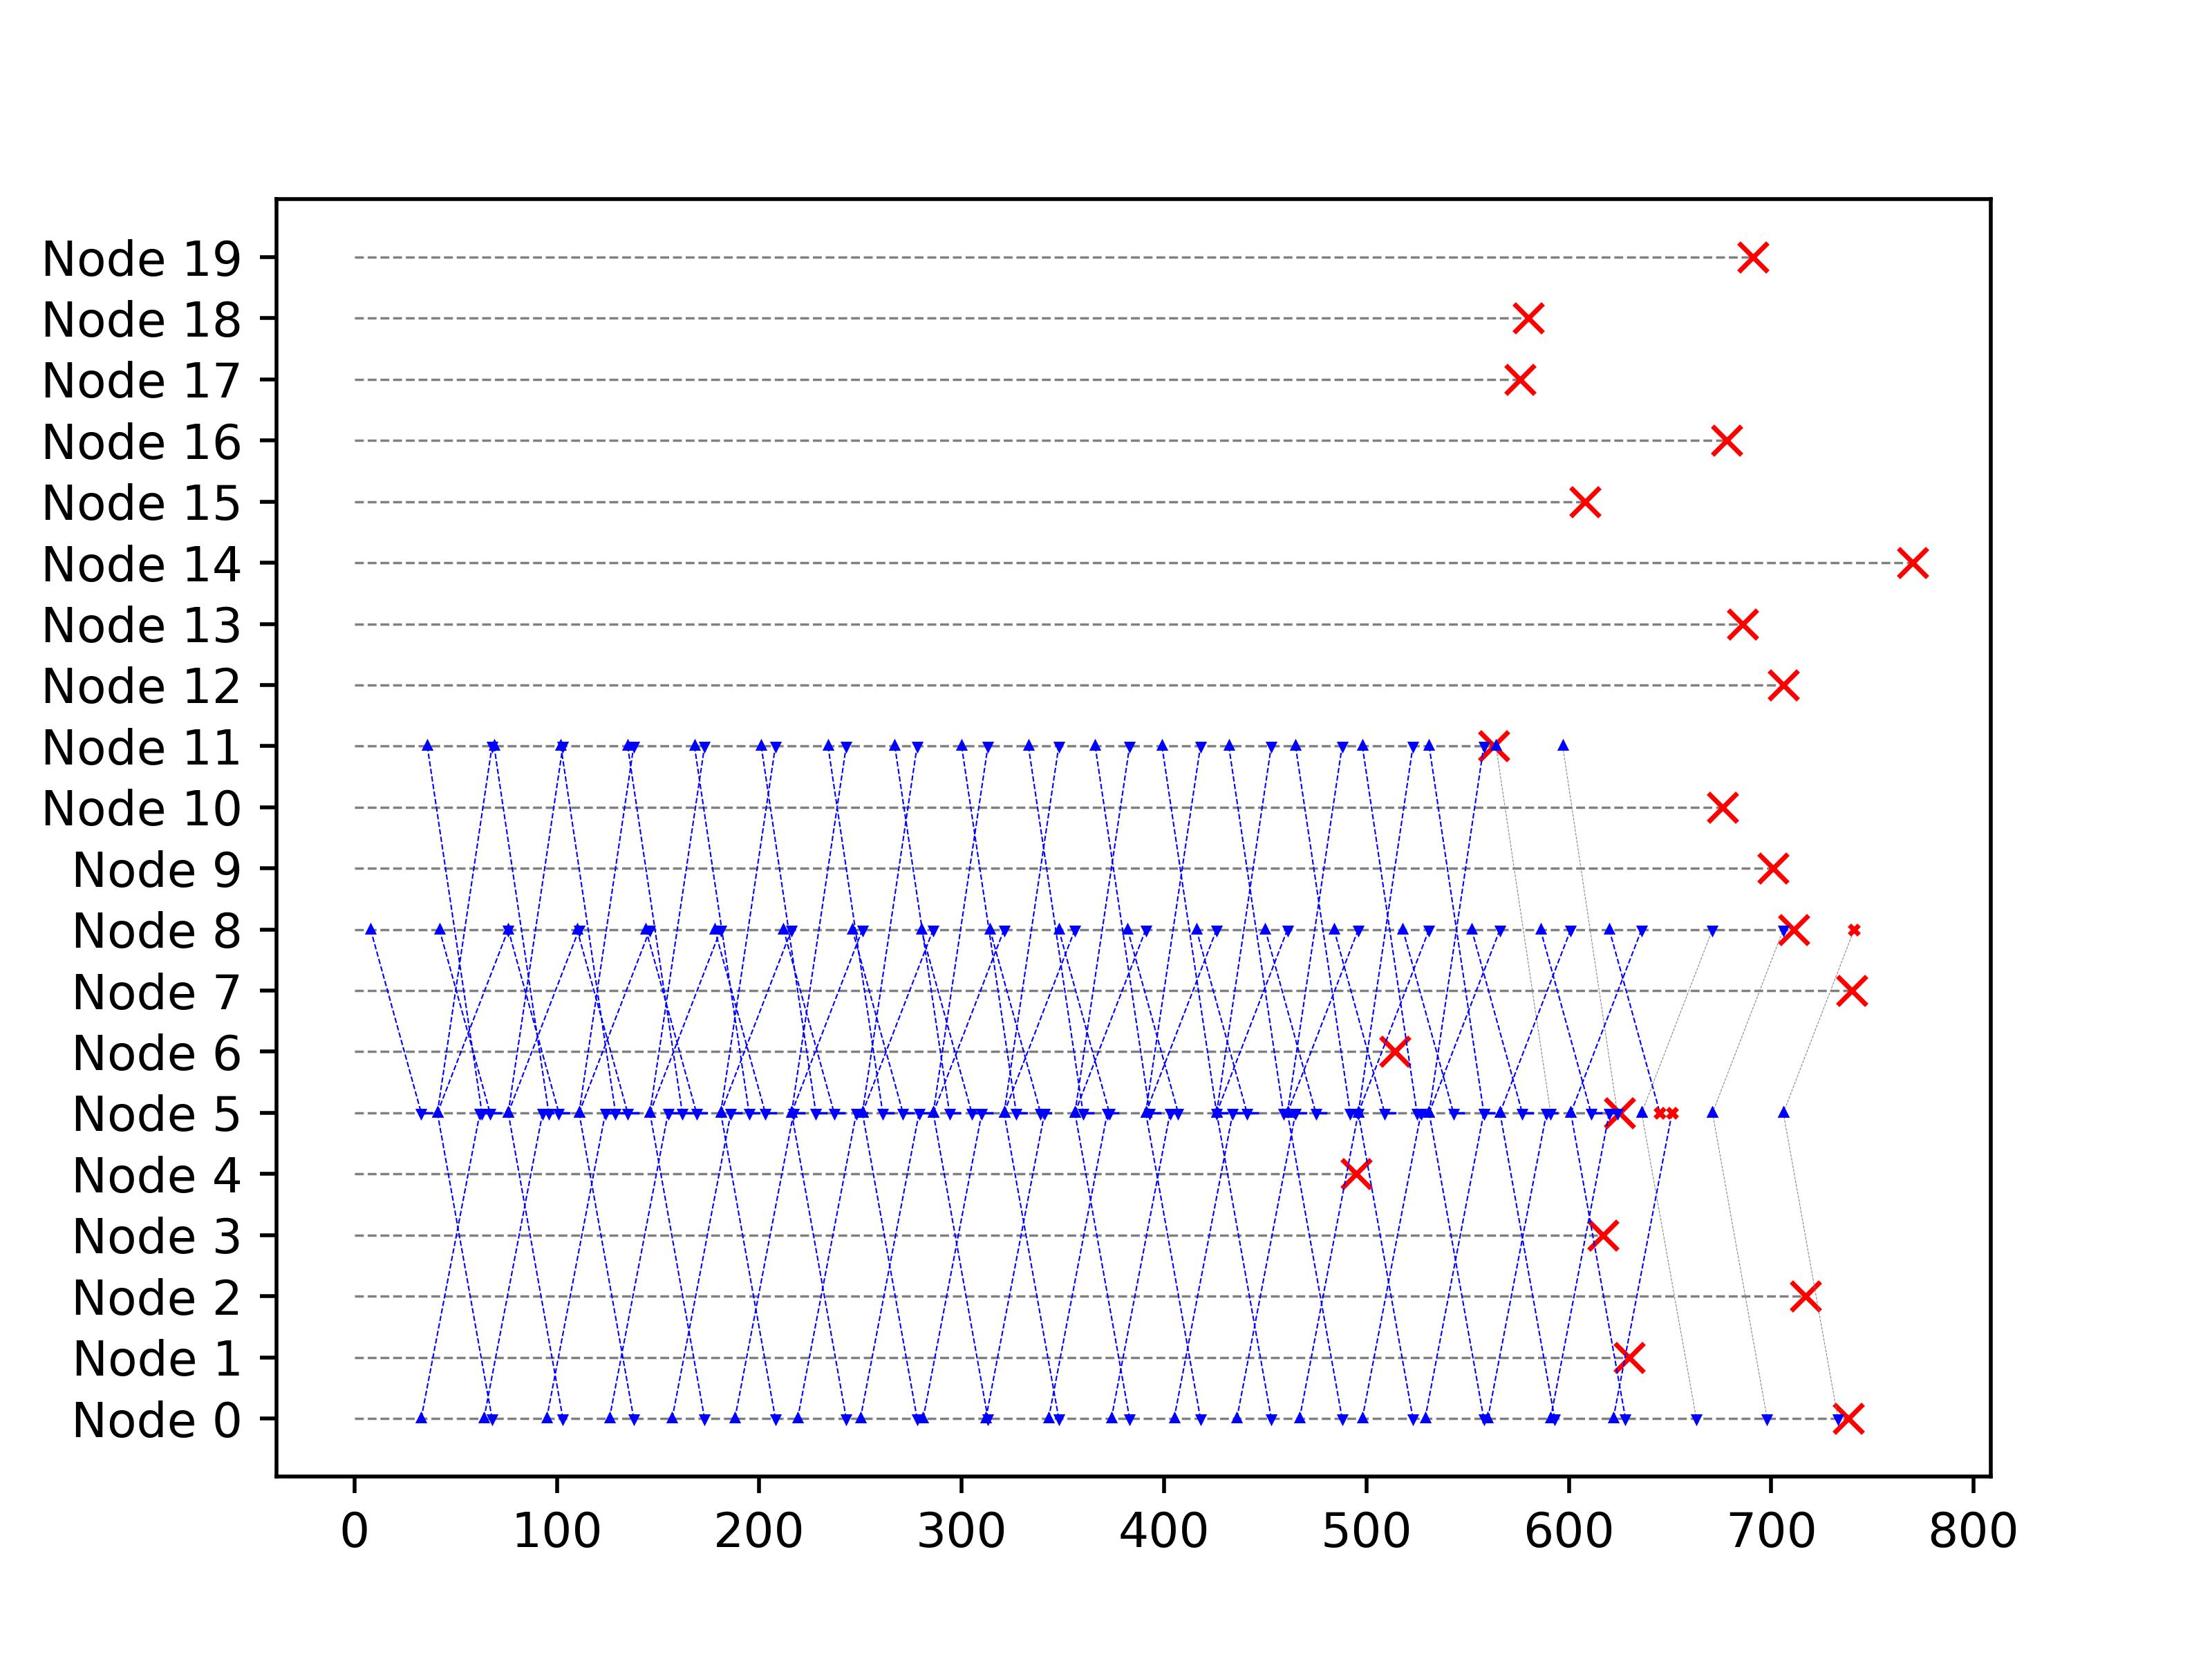 Node 19
Node 18
Node 17
Node 16
Node 15
Node 14
Node 13
Node 12
Node 11
Node 10
Node 9
Node 8
Node 7
Node 6
Node 5
Node 4
Node 3
Node 2
Node 1
Node 0
0 100 200 300 400 500 600 700 800